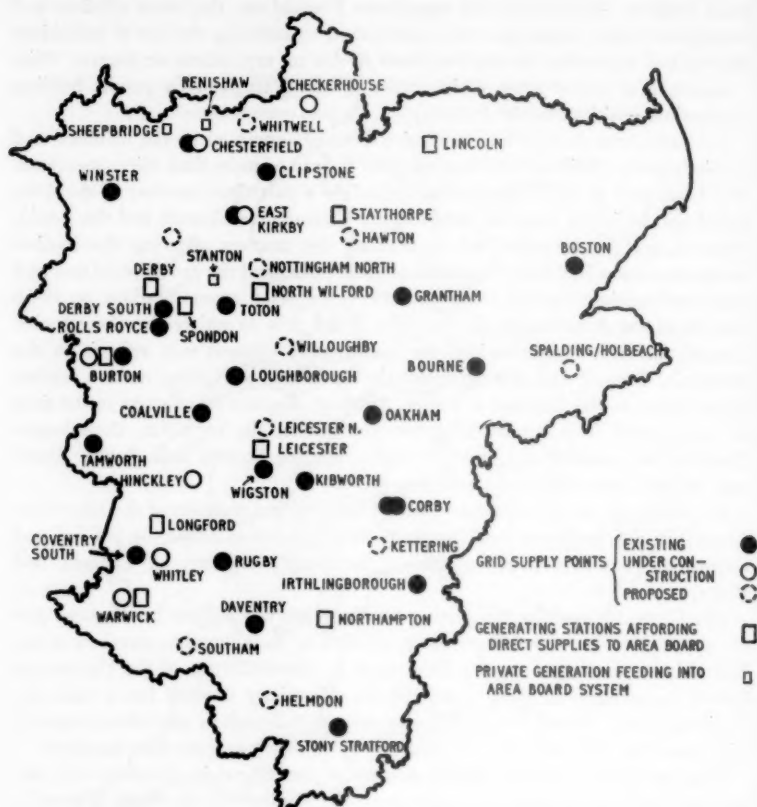 RENISHAW
CHECKERHOUSE
SHEEPBRIDGE
WHITWELL
CHESTERFIELD
LINCOLN
CLIPSTONE
WINSTER
EAST
KIRKBY
STAYTHORPE
HAWTON
STANTON
BOSTON
DERBY
NOTTINGHAM NORTH
NORTH WILFORD
GRANTHAM
DERBY SOUTH
TOTON
ROLLS ROYCE
SPONDON
WILLOUGHBY
SPALDING/HOLBEACH
BURTON
BOURNE
LOUGHBOROUGH
COALVILLE
OAKHAM
LEICESTER N.
TAMWORTH
LEICESTER
HINCKLEY
WIGSTON
KIBWORTH
CORBY
LONGFORD
COVENTSY
SOUTH
WHITLEY
RUGBY
KETTERING
GRID SUPPLY POINTS
EXISTING
UNDER CON-
STRUCTION
PROPOSED
IRTHLINGBOROUGH
WARWICK
DAVENTRY
NORTHAMPTON
GENERATING STATIONS AFFORDING
DIRECT SUPPLIES TO AREA BOARD
SOUTHAM
PRIVATE GENERATION FEEDING INTO
AREA BOARD SYSTEM
HELMDON
STONY STRATFORD